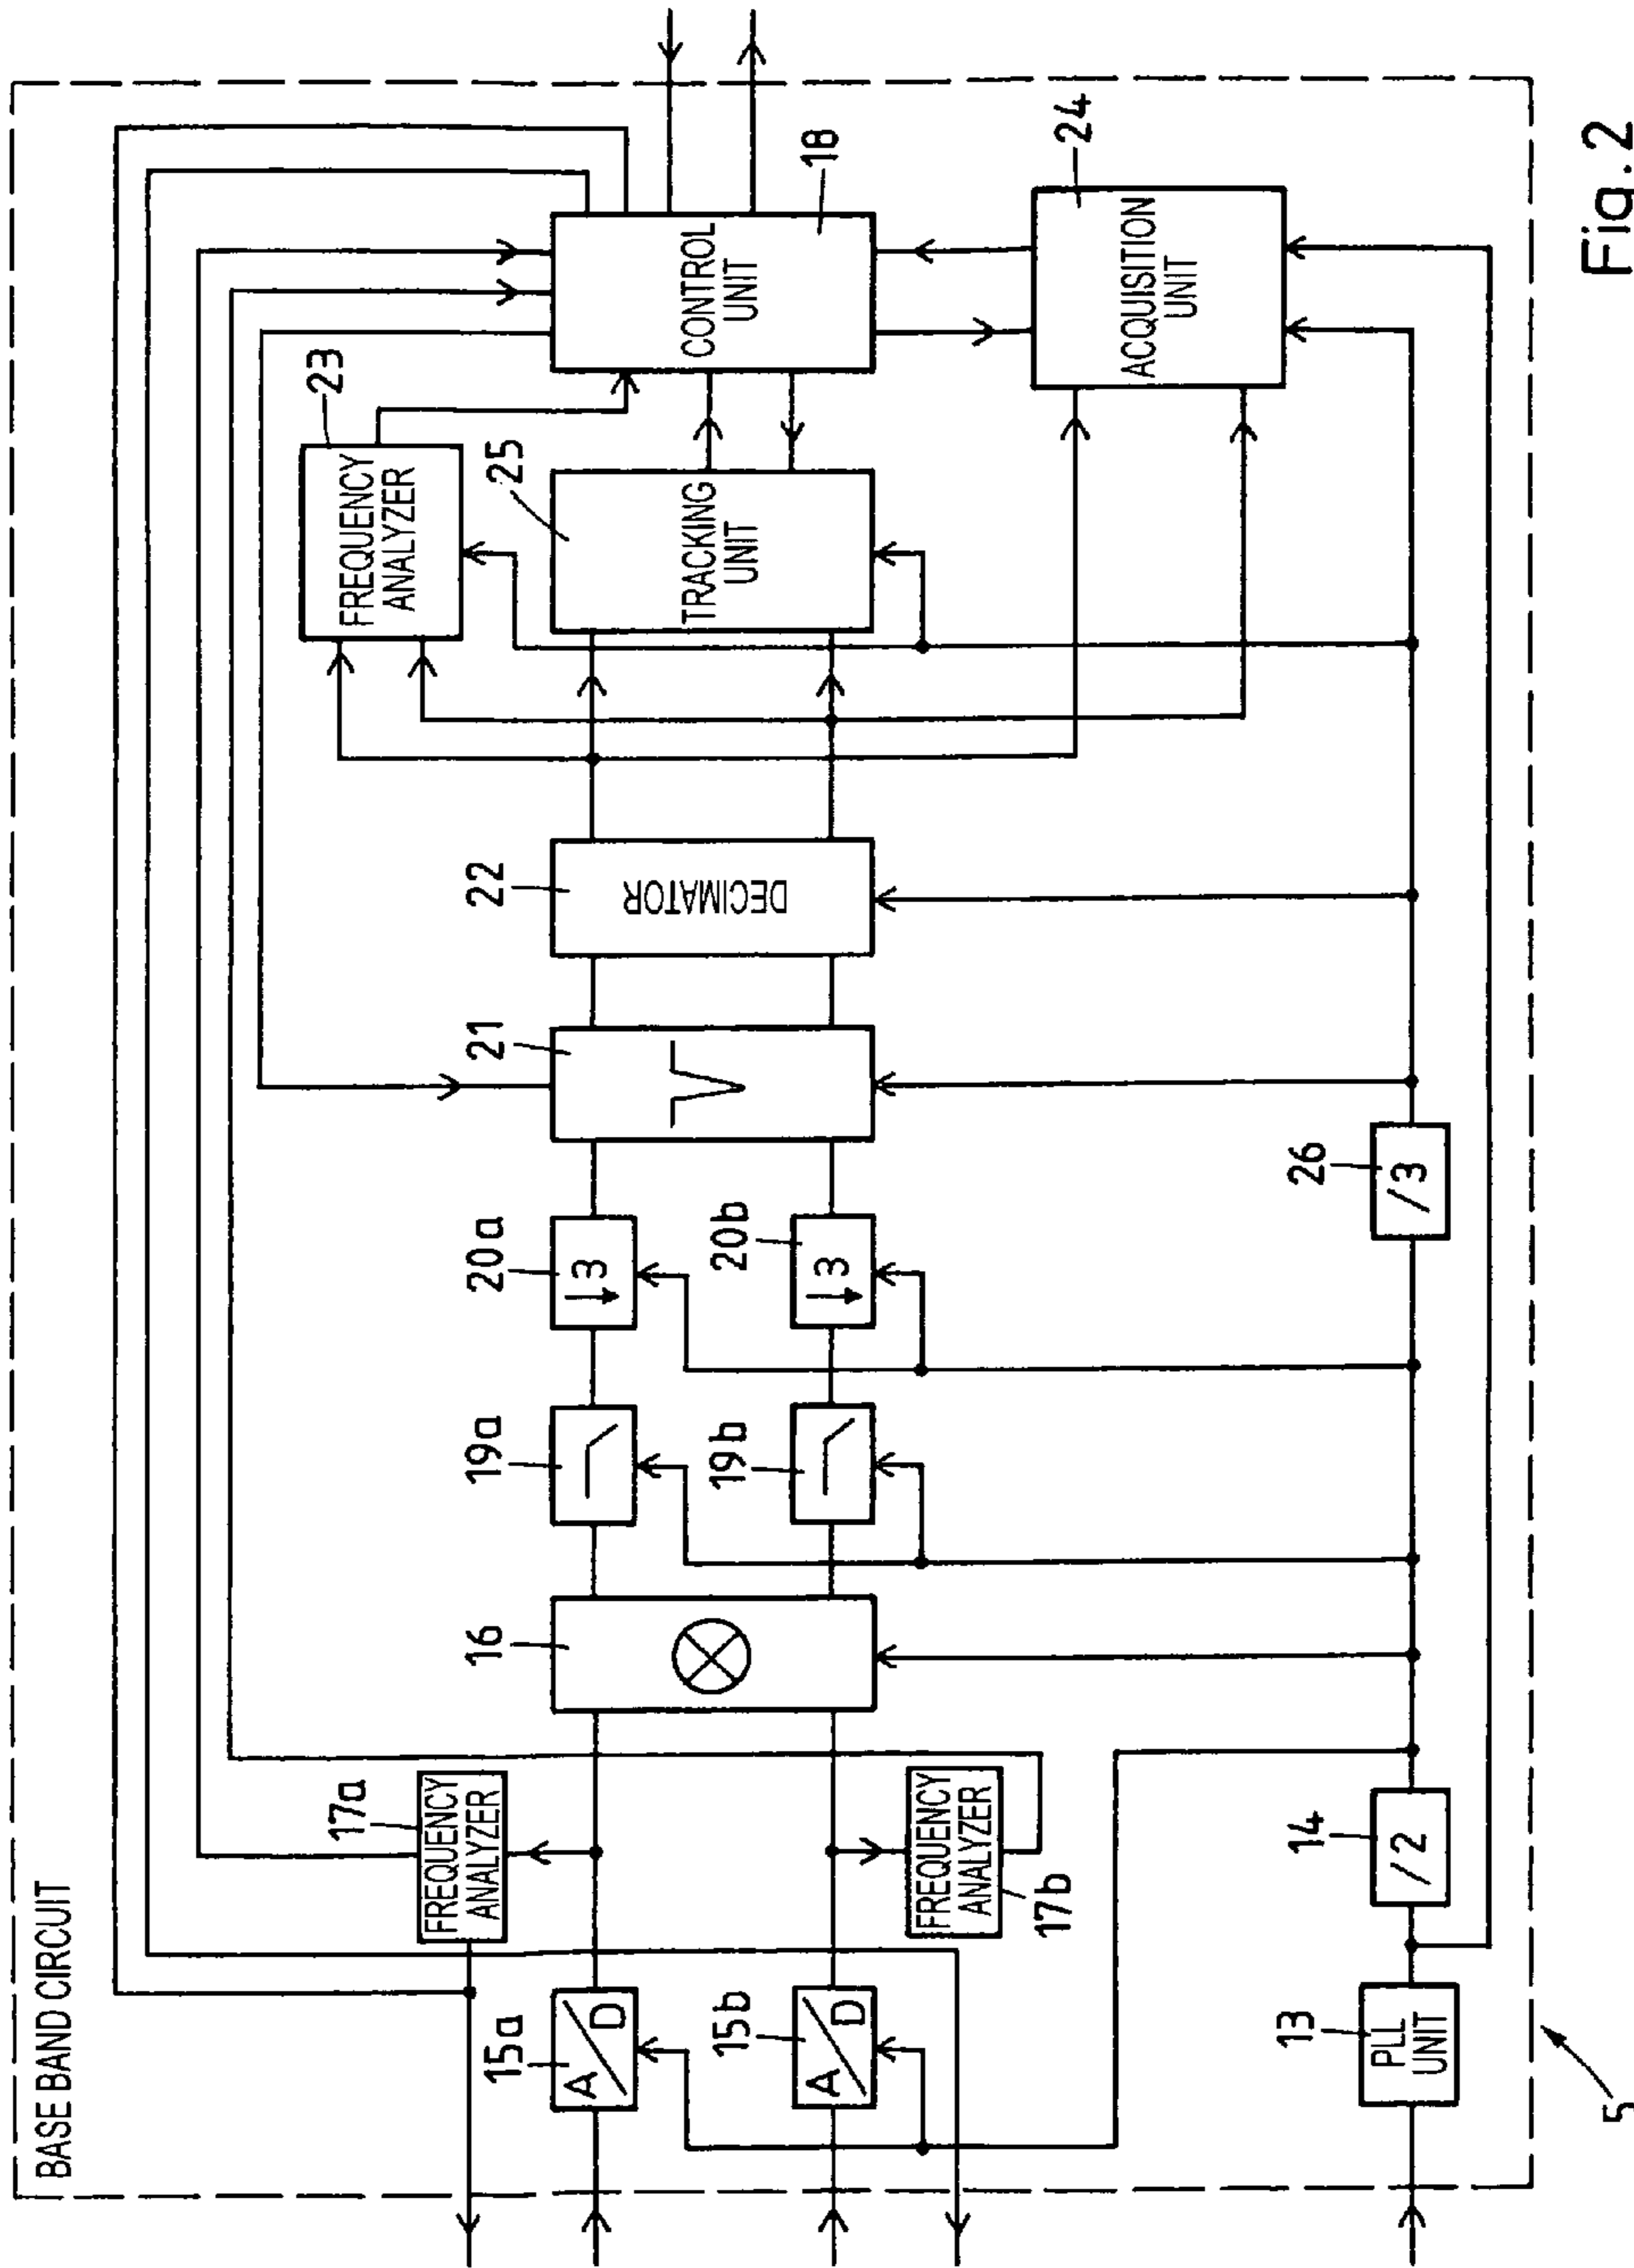 BASE BAND CIRCUIT
17a
FREQUENCY
ANALYZER
23
FREQUENCY
ANALYZER
15a
A
D
16
19a
20a
3
21
22
DECIMATOR
25
TRACKING
UNIT
CONTROL
UNIT
18
15b
A
D
19b
20b
3
17b
FREQUENCY
ANALYZER
24
ACQUISITION
UNIT
13
PLL
UNIT
14
/2
26
/3
5
Fig.2